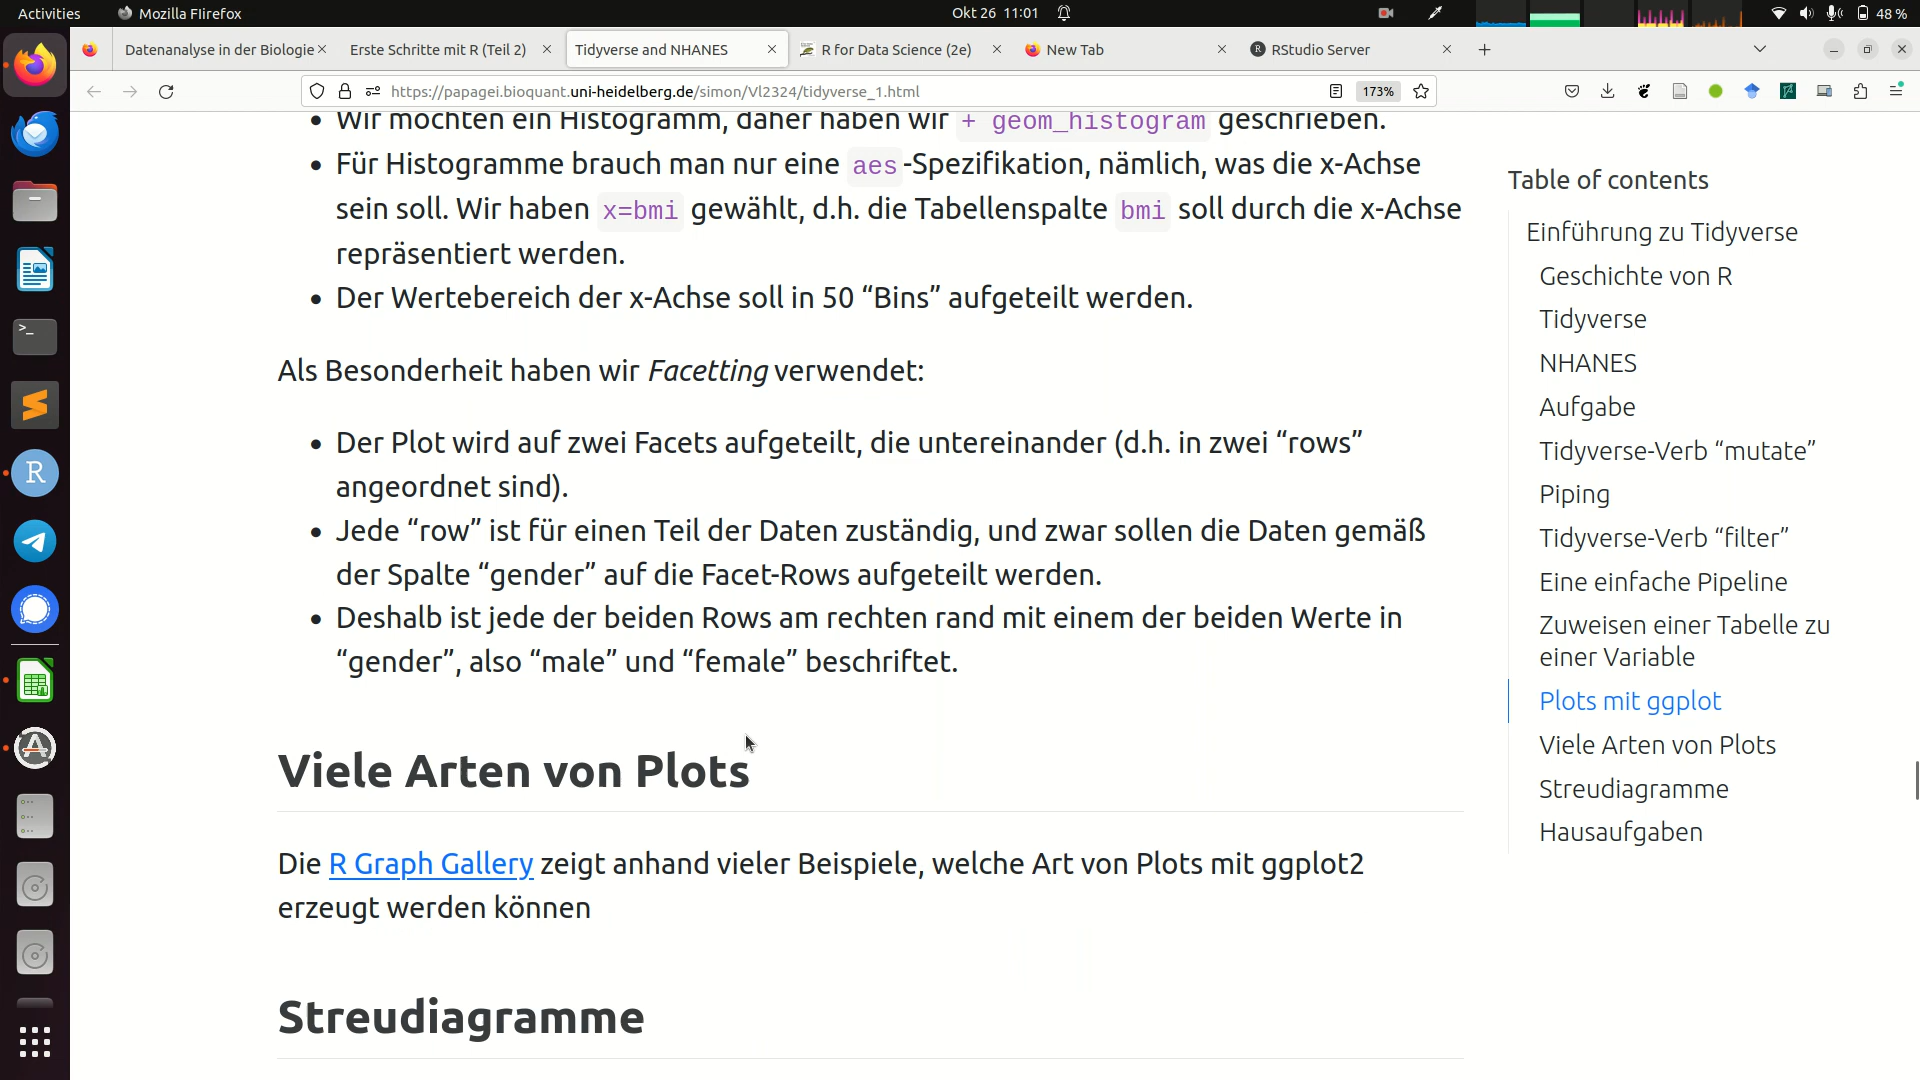 Activities
Mozilla FIirefox
Okt 26 11:01
48 %
Datenanalyse in der Biologie
Erste Schritte mit R (Teil 2)
Tidyverse and NHANES
R for Data Science (2e)
New Tab
RStudio Server
https://papagei.bioquant.uni-heidelberg.de/simon/Vl2324/tidyverse_1.html
173%
Wir möchten ein Histogramm, daher haben wir + geom_histogram geschrieben.
Für Histogramme brauch man nur eine aes-Spezifikation, nämlich, was die x-Achse
sein soll. Wir haben x=bmi gewählt, d.h. die Tabellenspalte bmi soll durch die x-Achse
repräsentiert werden.
Der Wertebereich der x-Achse soll in 50 “Bins” aufgeteilt werden.
Als Besonderheit haben wir Facetting verwendet:
Der Plot wird auf zwei Facets aufgeteilt, die untereinander (d.h. in zwei “rows”
angeordnet sind).
Jede “row” ist für einen Teil der Daten zuständig, und zwar sollen die Daten gemäß
der Spalte “gender” auf die Facet-Rows aufgeteilt werden.
Deshalb ist jede der beiden Rows am rechten rand mit einem der beiden Werte in
“gender”, also “male” und “female” beschriftet.
Viele Arten von Plots
Die R Graph Gallery zeigt anhand vieler Beispiele, welche Art von Plots mit ggplot2
erzeugt werden können
Streudiagramme
Table of contents
Einführung zu Tidyverse
Geschichte von R
Tidyverse
NHANES
Aufgabe
Tidyverse-Verb “mutate”
Piping
Tidyverse-Verb “filter”
Eine einfache Pipeline
Zuweisen einer Tabelle zu
einer Variable
Plots mit ggplot
Viele Arten von Plots
Streudiagramme
Hausaufgaben